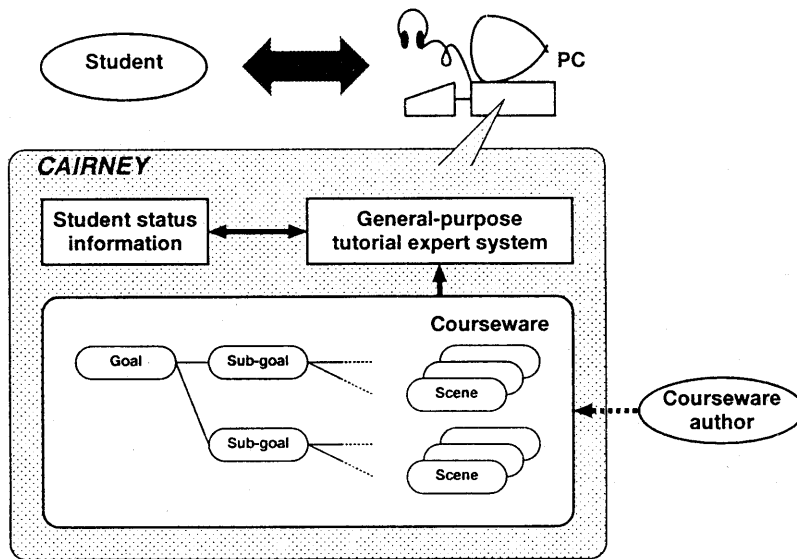 Student
PC
CAIRNEY
Student status
information
General-purpose
tutorial expert system
Courseware
Goal
Sub-goal
Scene
Sub-goal
Scene
Courseware
author